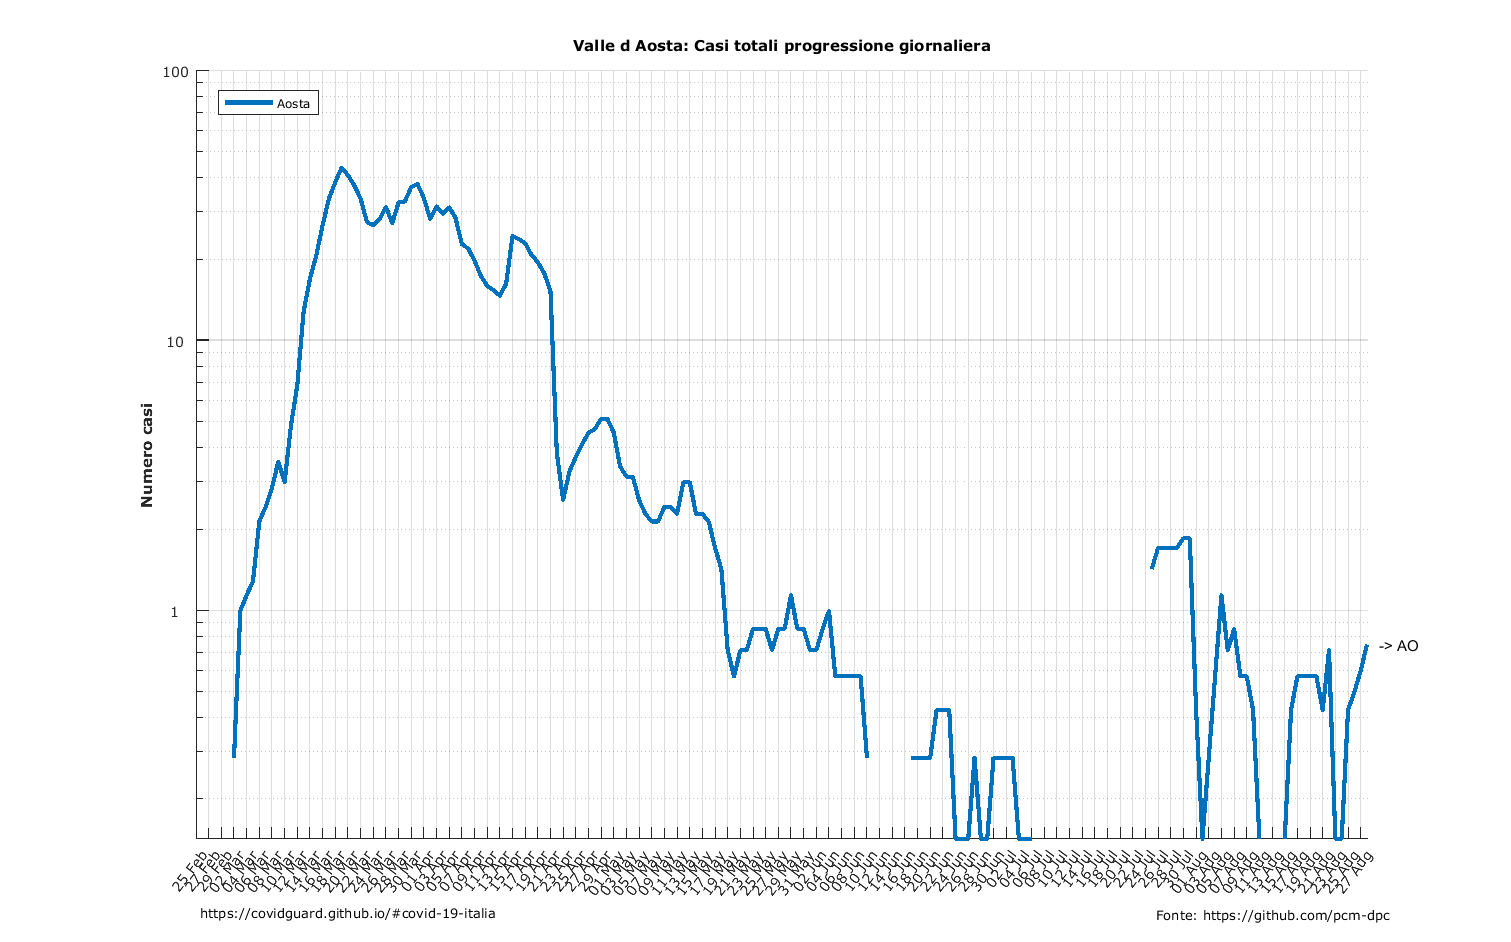 Valle d Aosta: Casi totali progressione giornaliera
Aosta
100
10
1
Numero casi
-> AO
25 Feb
27 Feb
29 Feb
02 Mar
04 Mar
06 Mar
08 Mar
10 Mar
12 Mar
14 Mar
16 Mar
18 Mar
20 Mar
22 Mar
24 Mar
26 Mar
28 Mar
30 Mar
01 Apr
03 Apr
05 Apr
07 Apr
09 Apr
11 Apr
13 Apr
15 Apr
17 Apr
19 Apr
21 Apr
23 Apr
25 Apr
27 Apr
29 Apr
01 May
03 May
05 May
07 May
09 May
11 May
13 May
15 May
17 May
19 May
21 May
23 May
25 May
27 May
29 May
31 May
02 Jun
04 Jun
06 Jun
08 Jun
10 Jun
12 Jun
14 Jun
16 Jun
18 Jun
20 Jun
22 Jun
24 Jun
26 Jun
28 Jun
30 Jun
02 Jul
04 Jul
06 Jul
08 Jul
10 Jul
12 Jul
14 Jul
16 Jul
18 Jul
20 Jul
22 Jul
24 Jul
26 Jul
28 Jul
30 Jul
01 Aug
03 Aug
05 Aug
07 Aug
09 Aug
11 Aug
13 Aug
15 Aug
17 Aug
19 Aug
21 Aug
23 Aug
25 Aug
27 Aug
https://covidguard.github.io/#covid-19-italia
Fonte: https://github.com/pcm-dpc